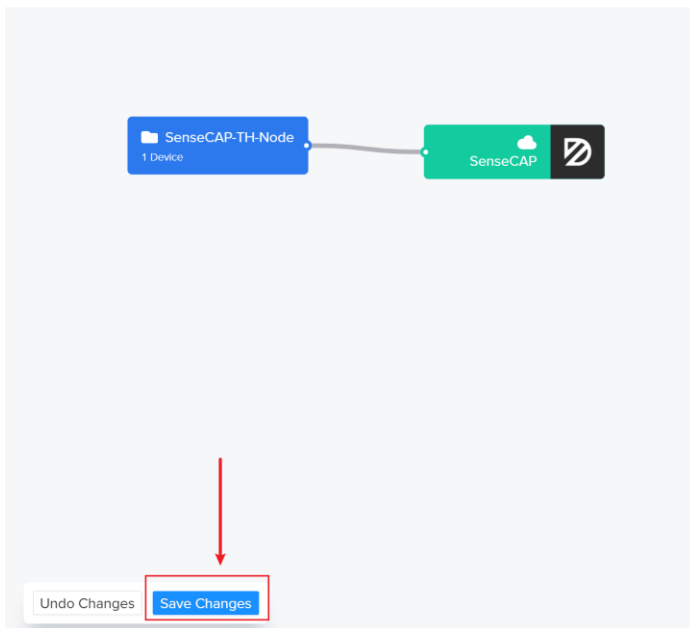 SenseCAP-TH-Node
1 Device
SenseCAP
Undo Changes
Save Changes